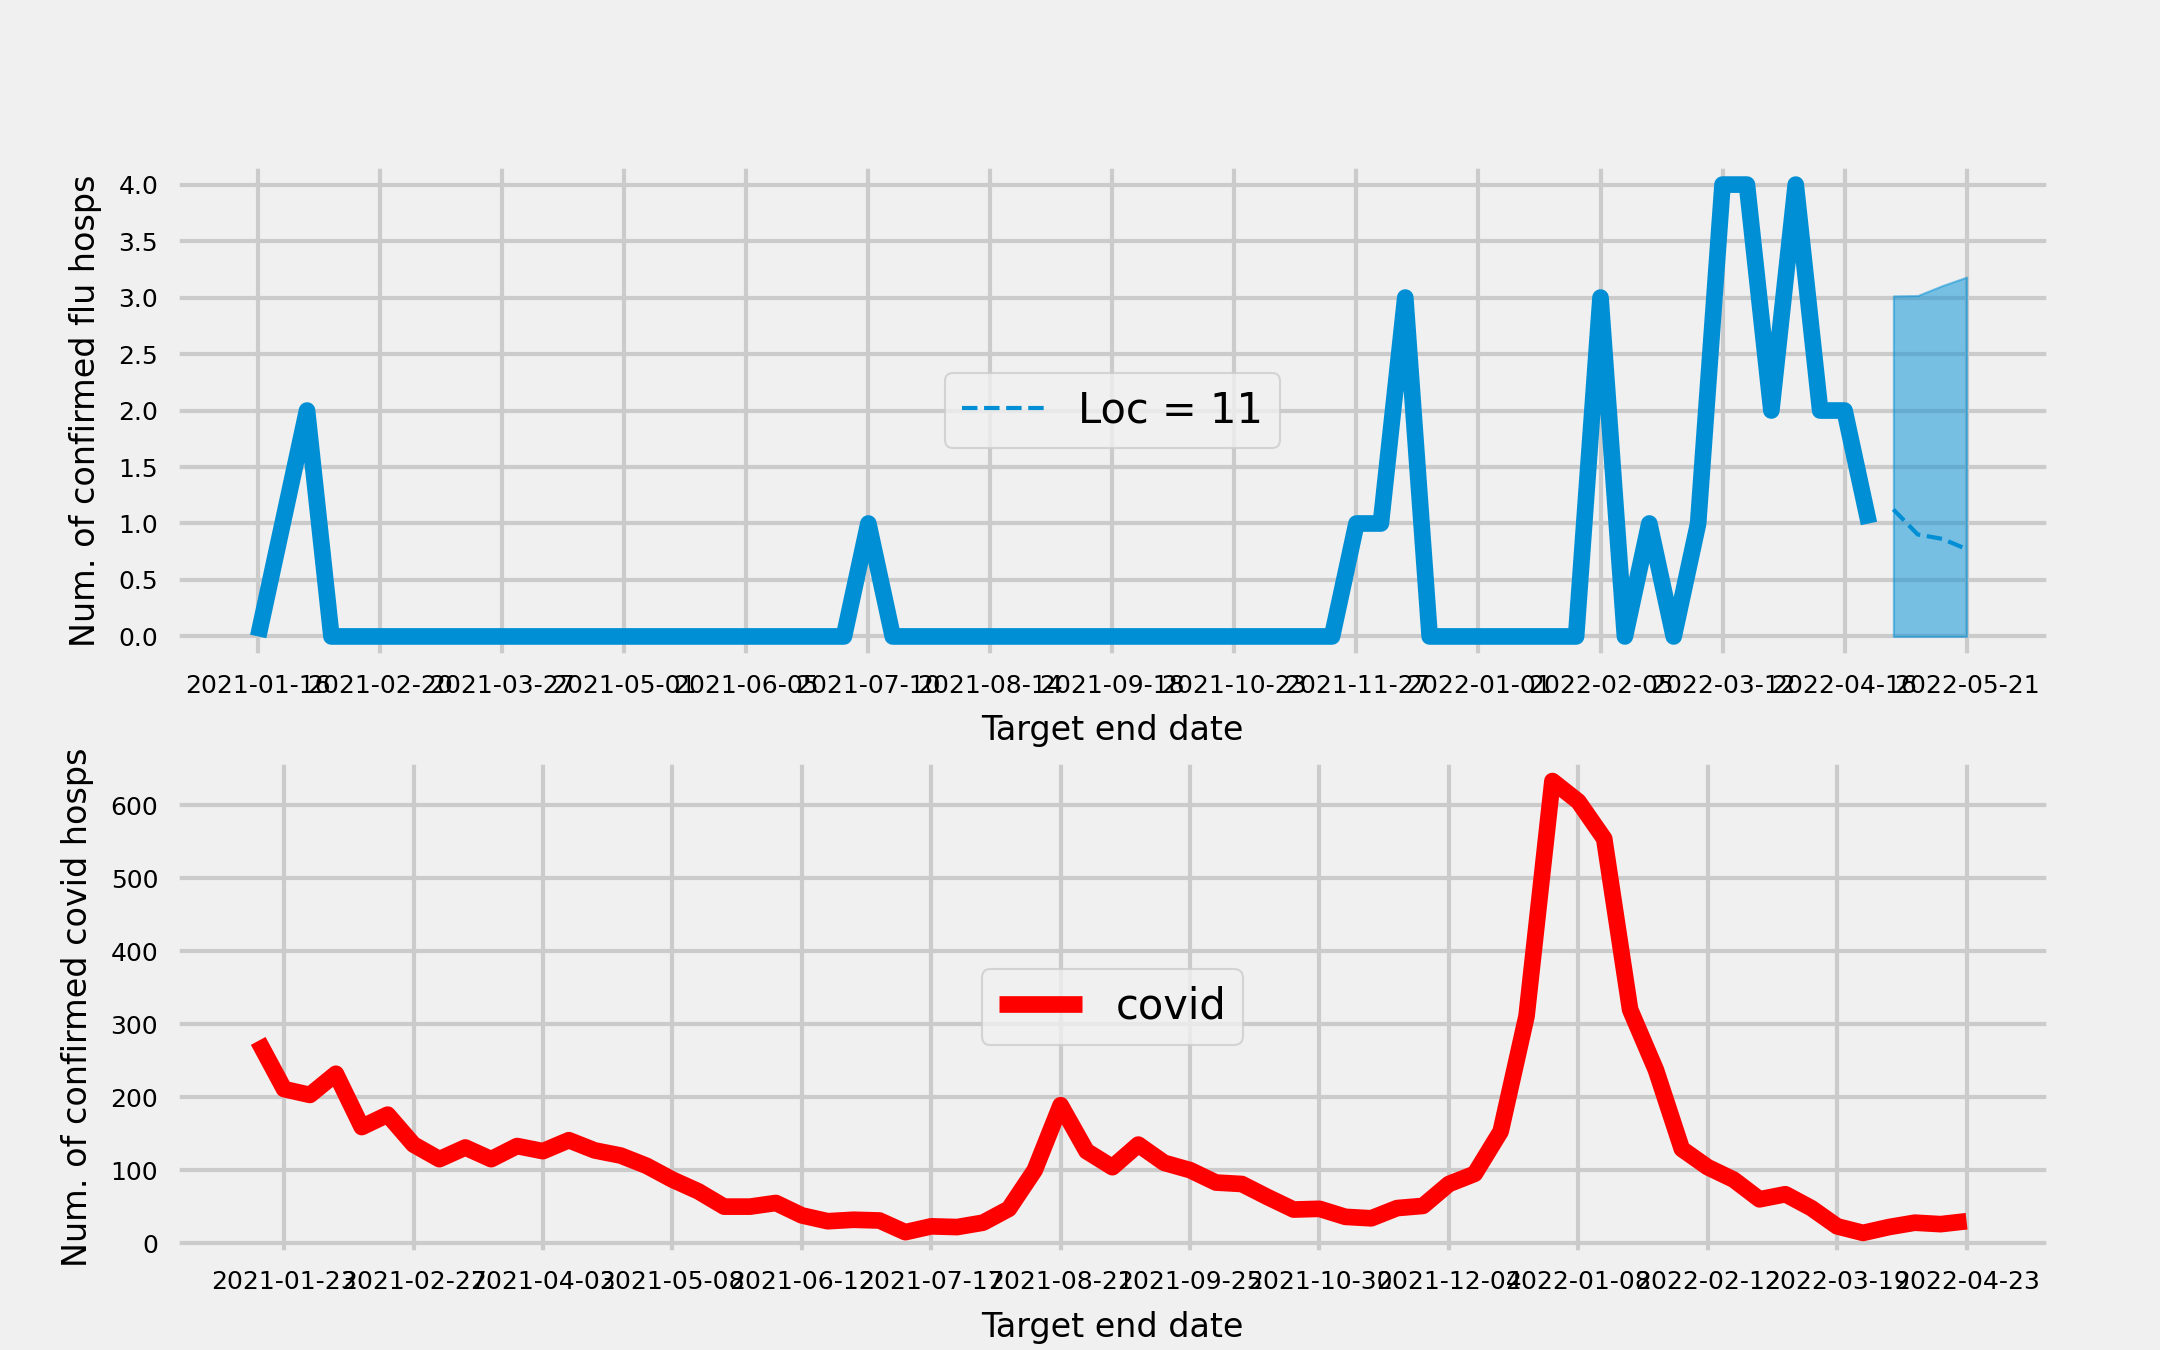 Num. of confirmed flu hosps
4.0
3.5
3.0
2.5
2.0
1.5
1.0
0.5
0.0
Loc = 11
2021-01-16 2021-02-20 2021-03-27 2021-05-01 2021-06-05 2021-07-10 2021-08-14 2021-09-18 2021-10-23 2021-11-27 2022-01-01 2022-02-05 2022-03-12 2022-04-16 2022-05-21
Target end date
Num. of confirmed covid hosps
600
500
400
300
200
100
0
covid
2021-01-23 2021-02-27 2021-04-03 2021-05-08 2021-06-12 2021-07-17 2021-08-21 2021-09-25 2021-10-30 2021-12-04 2022-01-08 2022-02-12 2022-03-19 2022-04-23
Target end date